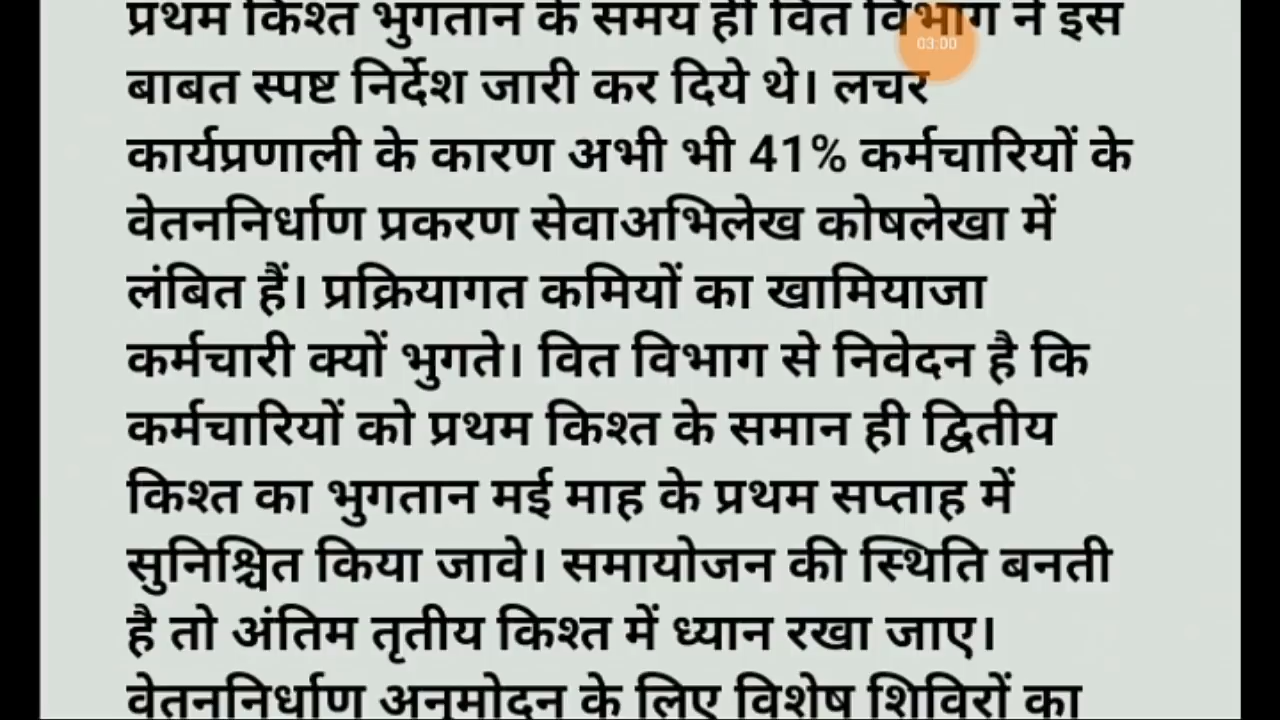 प्रथम किश्त भुगतान के समय ही वित विभाग ने इस
03:00
बाबत स्पष्ट निर्देश जारी कर दिये थे। लचर
कार्यप्रणाली के कारण अभी भी 41% कर्मचारियों के
वेतननिर्धाण प्रकरण सेवाअभिलेख कोषलेखा में
लंबित हैं। प्रक्रियागत कमियों का खामियाजा
कर्मचारी क्यों भुगते। वित विभाग से निवेदन है कि
कर्मचारियों को प्रथम किश्त के समान ही द्वितीय
किश्त का भुगतान मई माह के प्रथम सप्ताह में
सुनिश्चित किया जावे। समायोजन की स्थिति बनती
है तो अंतिम तृतीय किश्त में ध्यान रखा जाए।
वेतननिर्धाण अनुमोदन के लिए विशेष शिविरों का